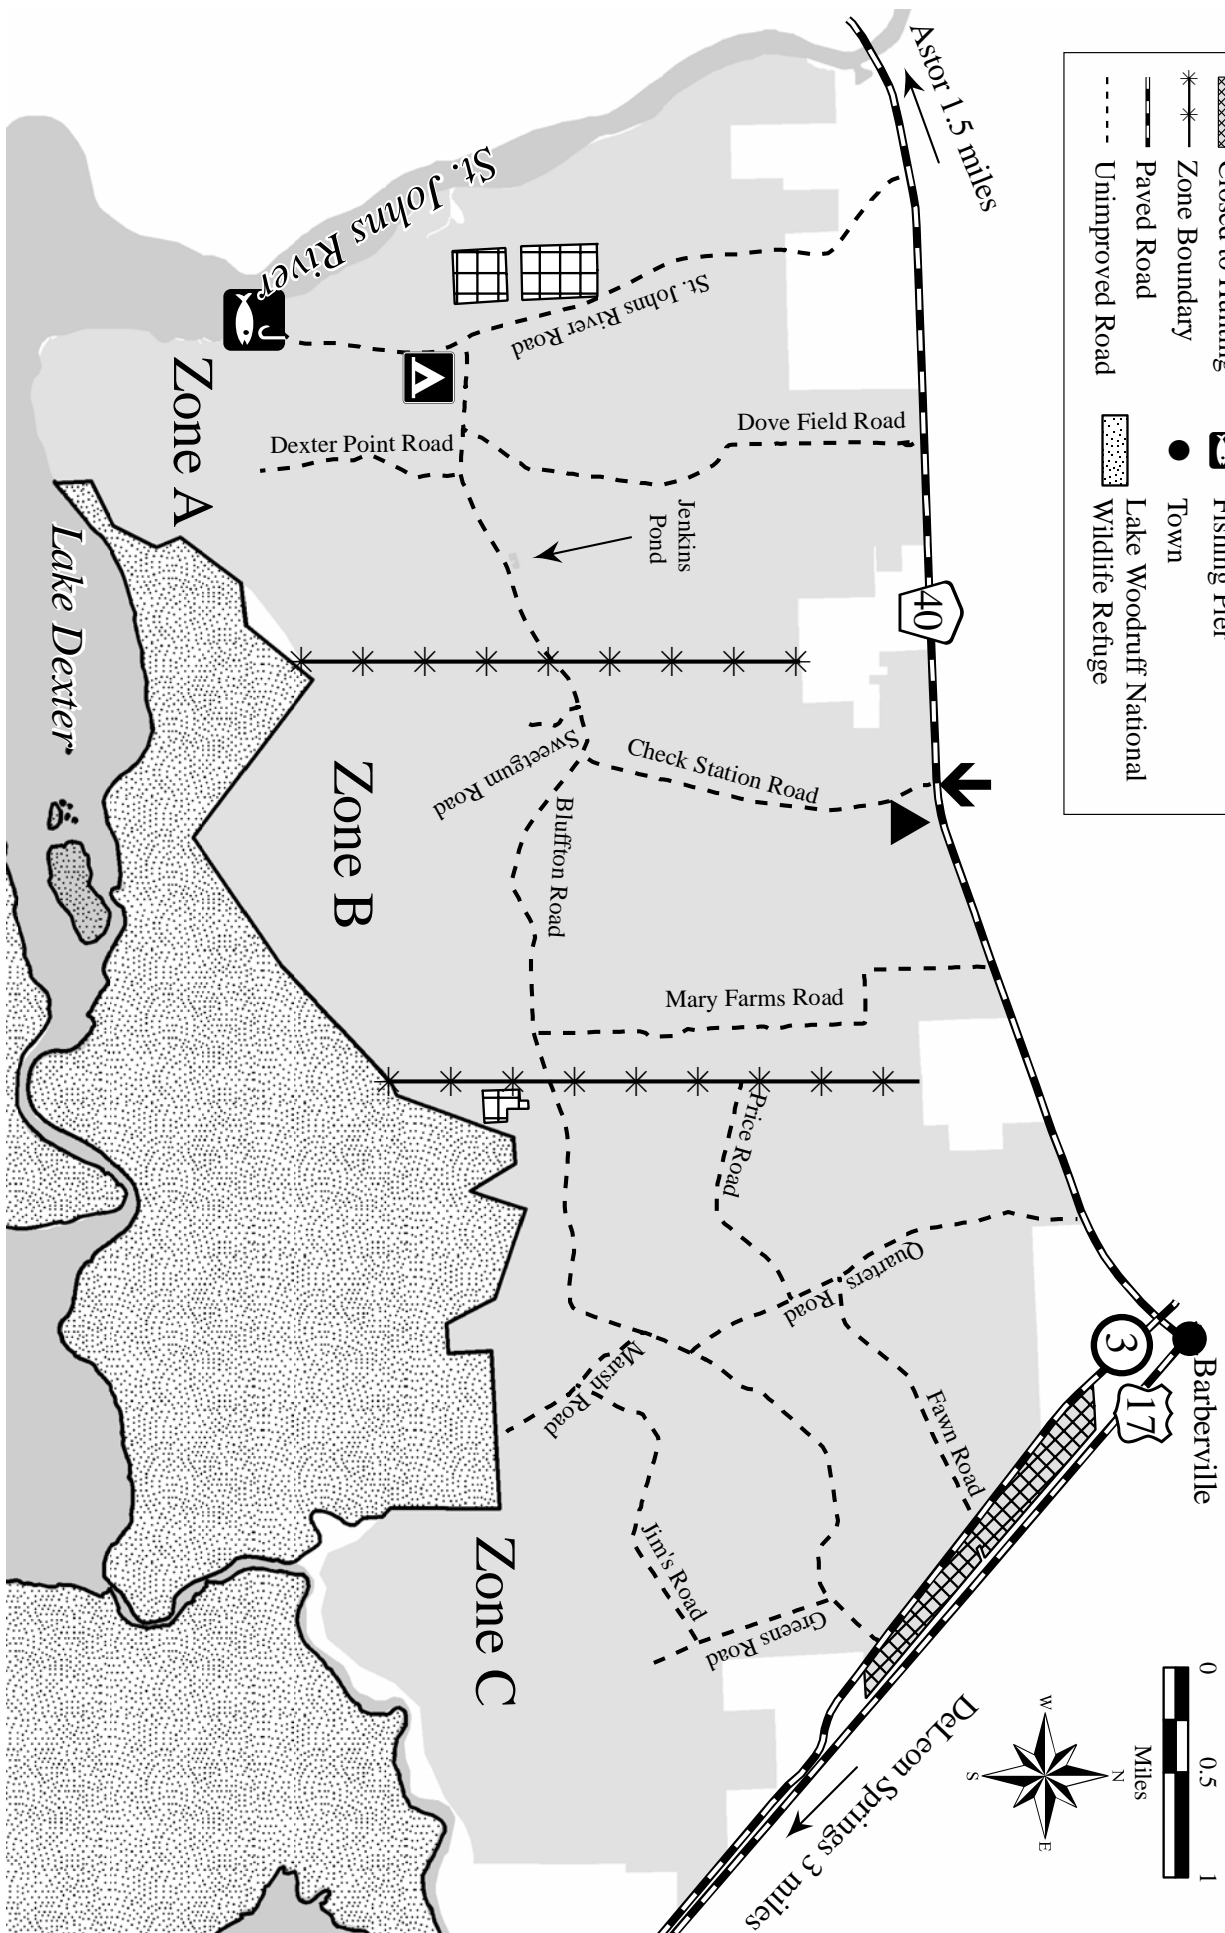 Closed to Hunting
Zone Boundary
Paved Road
Unimproved Road
Fishing Pier
Town
Lake Woodruff National
Wildlife Refuge
Astor 1.5 miles
St. Johns River
St. Johns River Road
Zone A
Dexter Point Road
Dove Field Road
Jenkins
Pond
40
Lake Dexter
Sweetgum Road
Check Station Road
Zone B
Bluffton Road
Mary Farms Road
Price Road
Quarters Road
3
17
Barberville
Fawn Road
Marsh Road
Jim's Road
Greens Road
Zone C
DeLeon Springs 3 miles
0 0.5 1
Miles
N
W
E
S